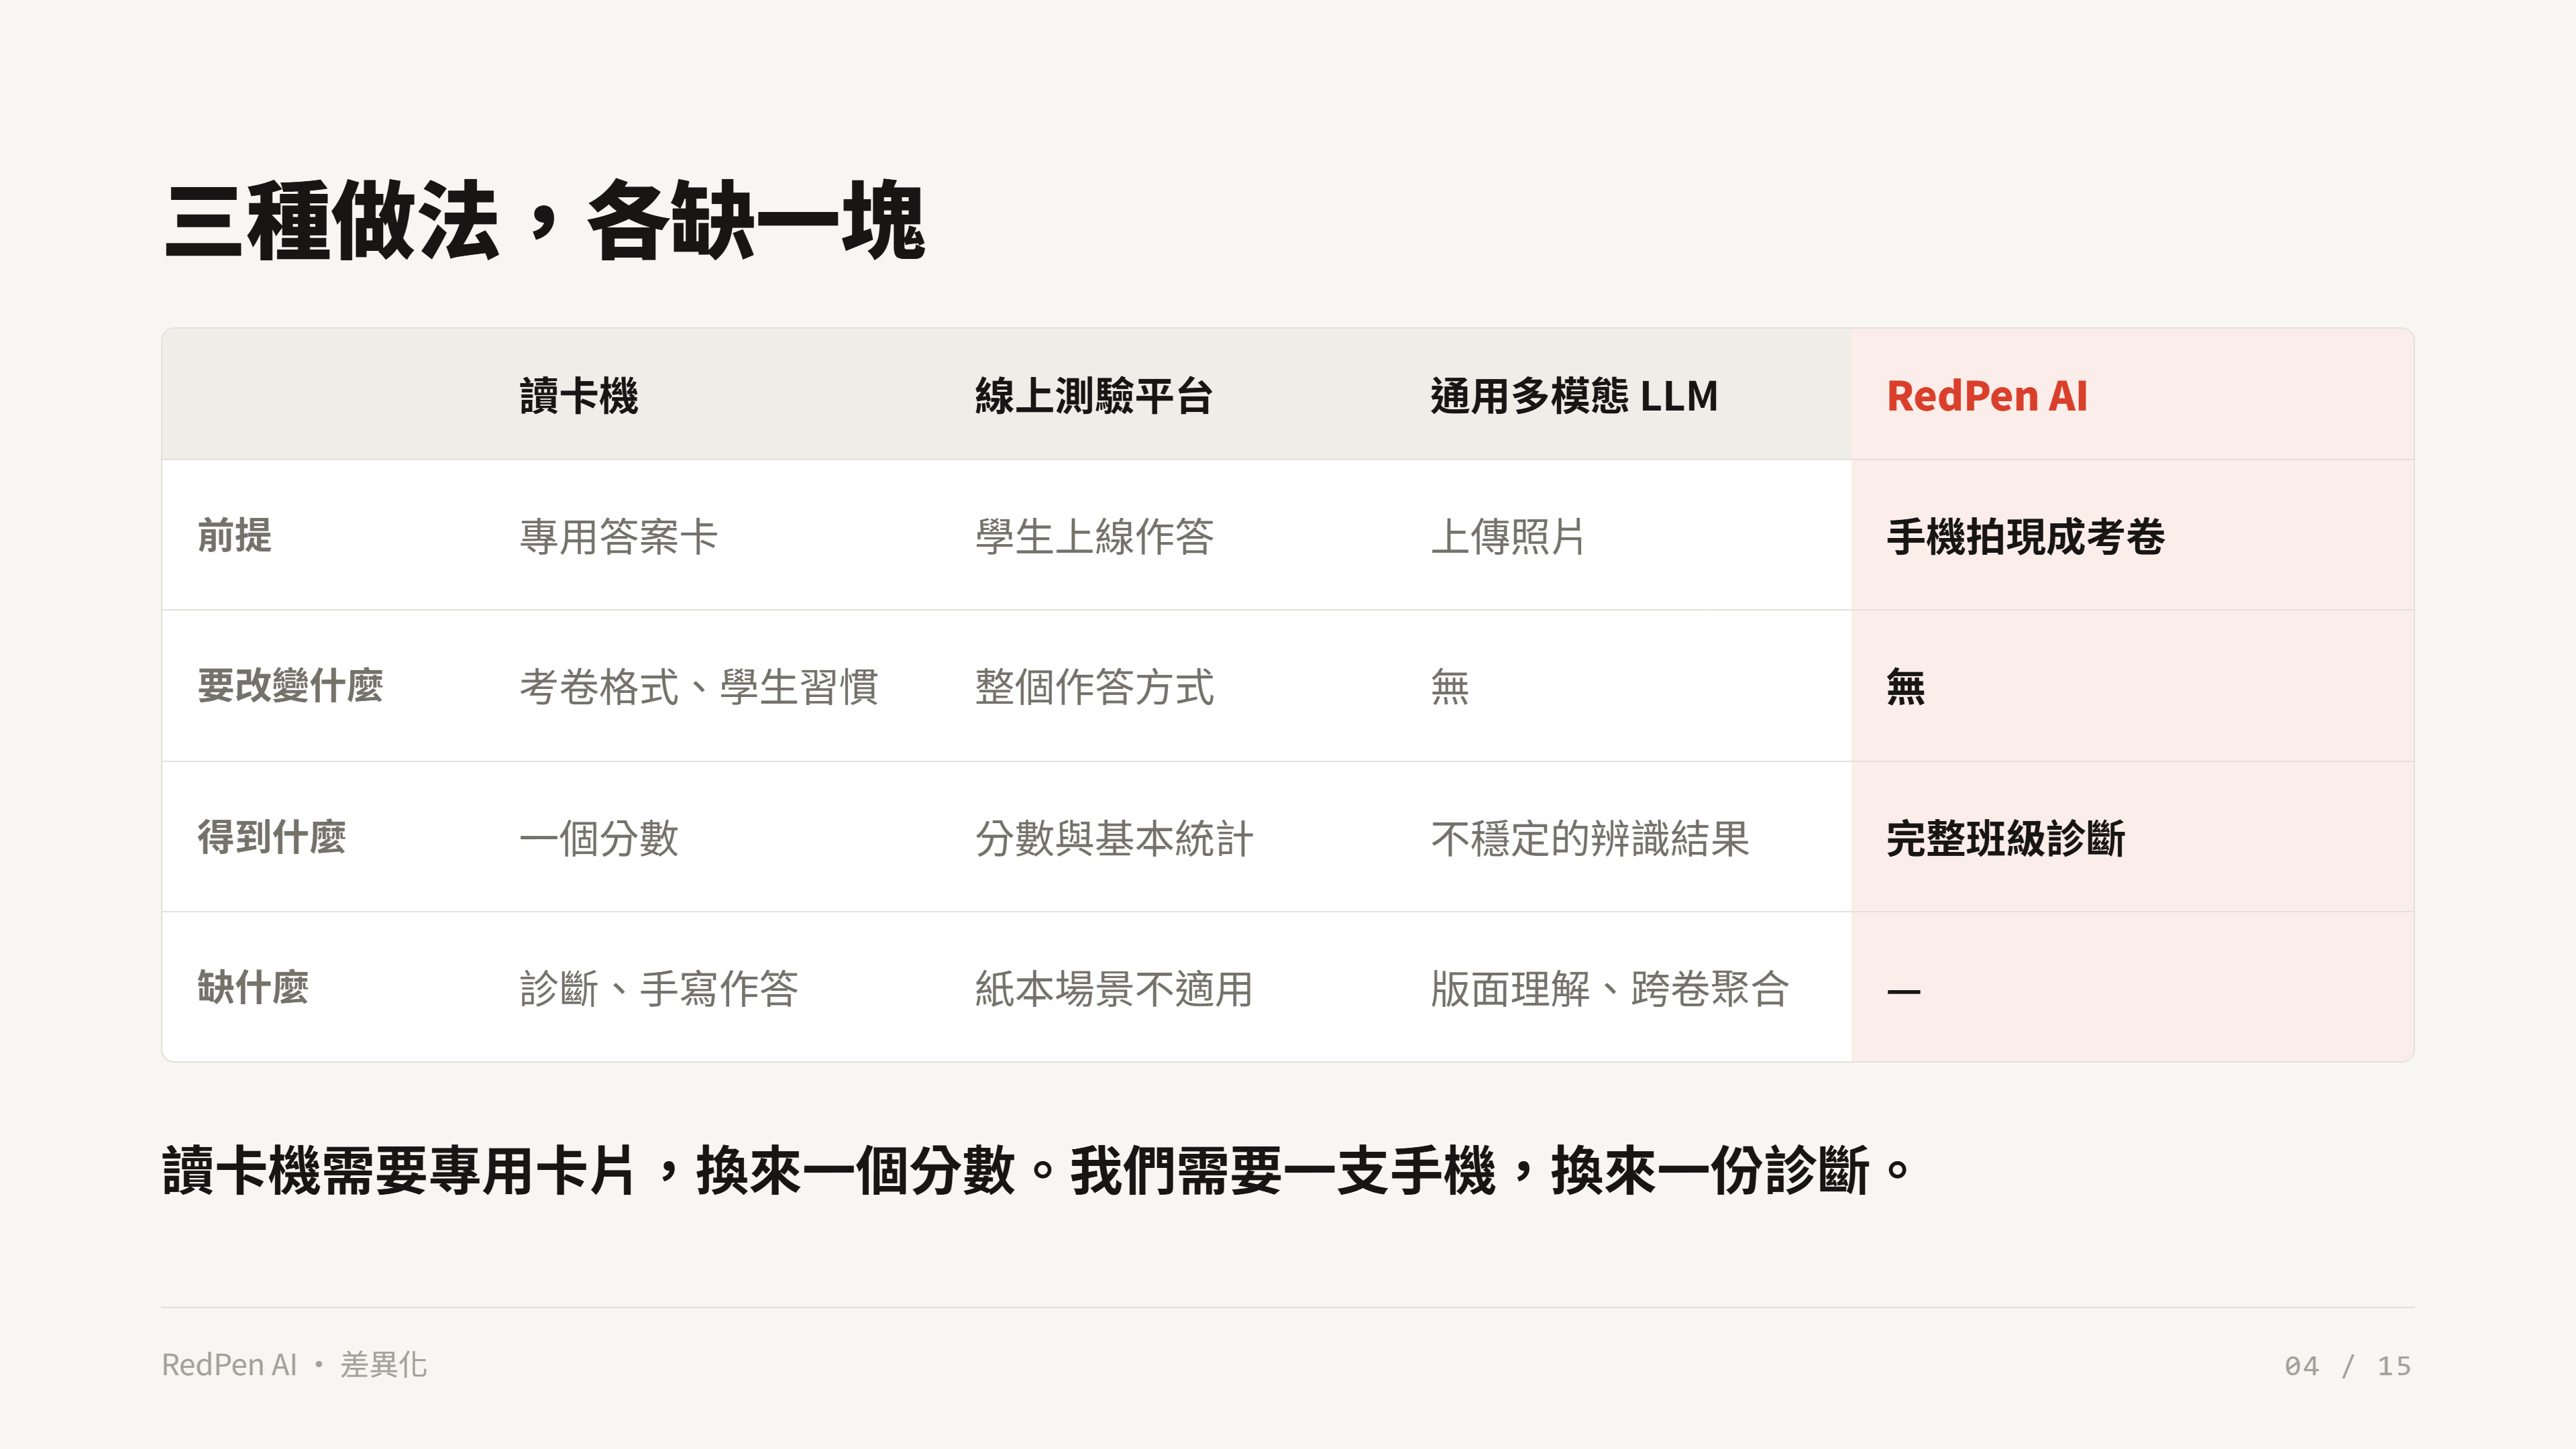 三種做法，各缺一塊
讀卡機 線上測驗平台 通用多模態 LLM RedPen AI
前提 專用答案卡 學生上線作答 上傳照片 手機拍現成考卷
要改變什麼 考卷格式、學生習慣 整個作答方式 無 無
得到什麼 一個分數 分數與基本統計 不穩定的辨識結果 完整班級診斷
缺什麼 診斷、手寫作答 紙本場景不適用 版面理解、跨卷聚合 —
讀卡機需要專用卡片，換來一個分數。我們需要一支手機，換來一份診斷。
RedPen AI · 差異化 04 / 15